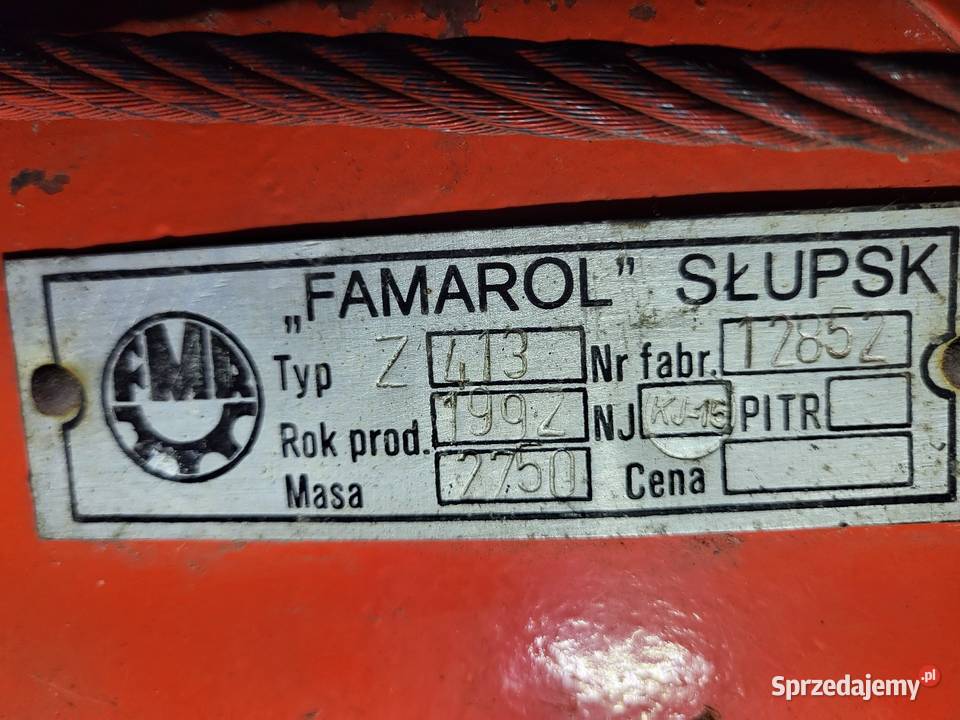 „FAMAROL” SŁUPSK
FMR
Typ Z 413 Nr fabr. 12852
Rok prod. 1992 NJ KJ-15 PITR
Masa 2750 Cena
Sprzedajemy.pl